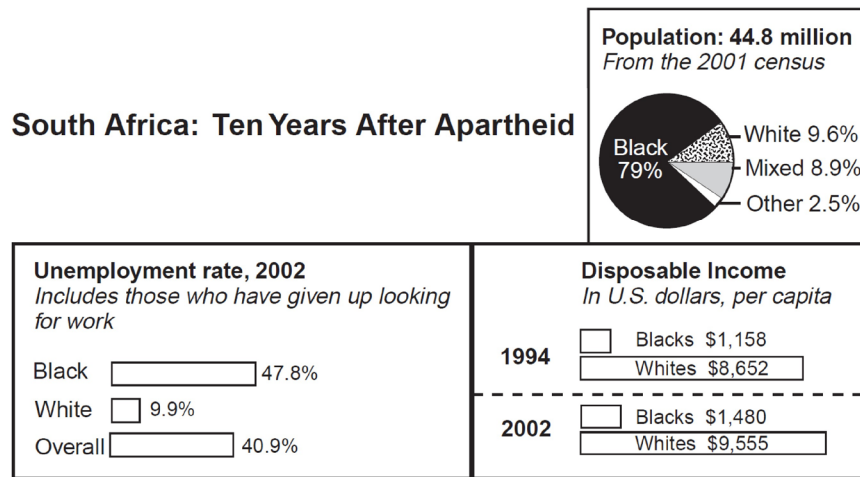 South Africa: Ten Years After Apartheid
Population: 44.8 million
From the 2001 census
Black
79%
White 9.6%
Mixed 8.9%
Other 2.5%
Unemployment rate, 2002
Includes those who have given up looking
for work
Black 47.8%
White 9.9%
Overall 40.9%
Disposable Income
In U.S. dollars, per capita
1994
Blacks $1,158
Whites $8,652
2002
Blacks $1,480
Whites $9,555